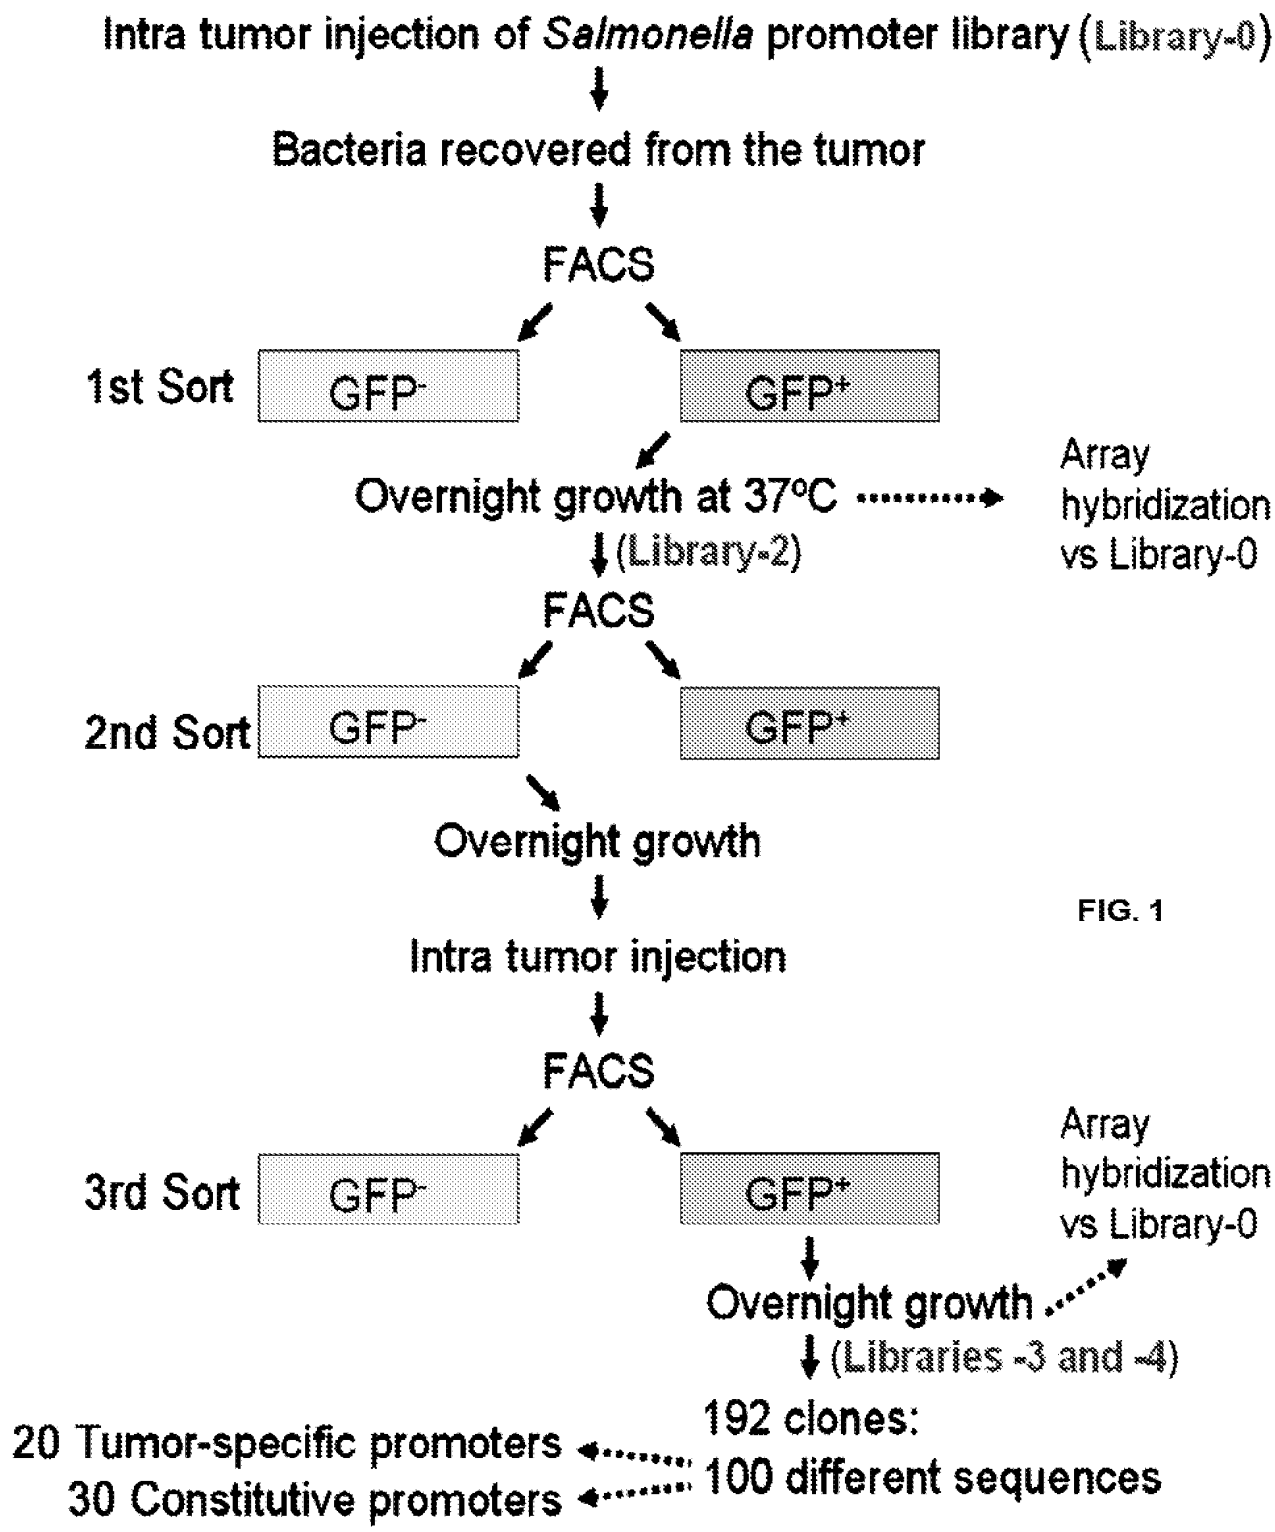 Intra tumor injection of Salmonella promoter library (Library-0)
Bacteria recovered from the tumor
FACS
1st Sort
GFP-
GFP+
Overnight growth at 37ºC
Array
hybridization
vs Library-0
(Library-2)
FACS
2nd Sort
GFP-
GFP+
Overnight growth
FIG. 1
Intra tumor injection
FACS
3rd Sort
GFP-
GFP+
Array
hybridization
vs Library-0
Overnight growth
(Libraries -3 and -4)
192 clones:
100 different sequences
20 Tumor-specific promoters
30 Constitutive promoters